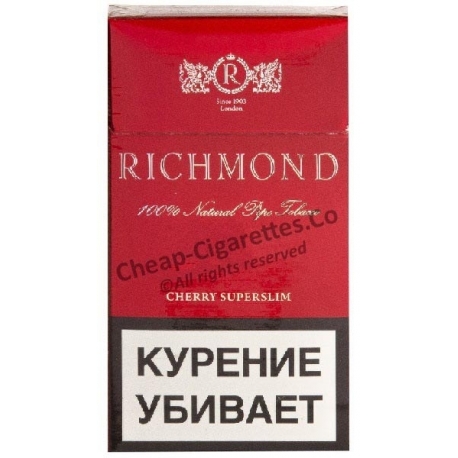 R
Since 1903
London
RICHMOND
100% Natural Pipe Tobacco
Cheap-Cigarettes.Co
©All rights reserved
CHERRY SUPERSLIM
КУРЕНИЕ
УБИВАЕТ